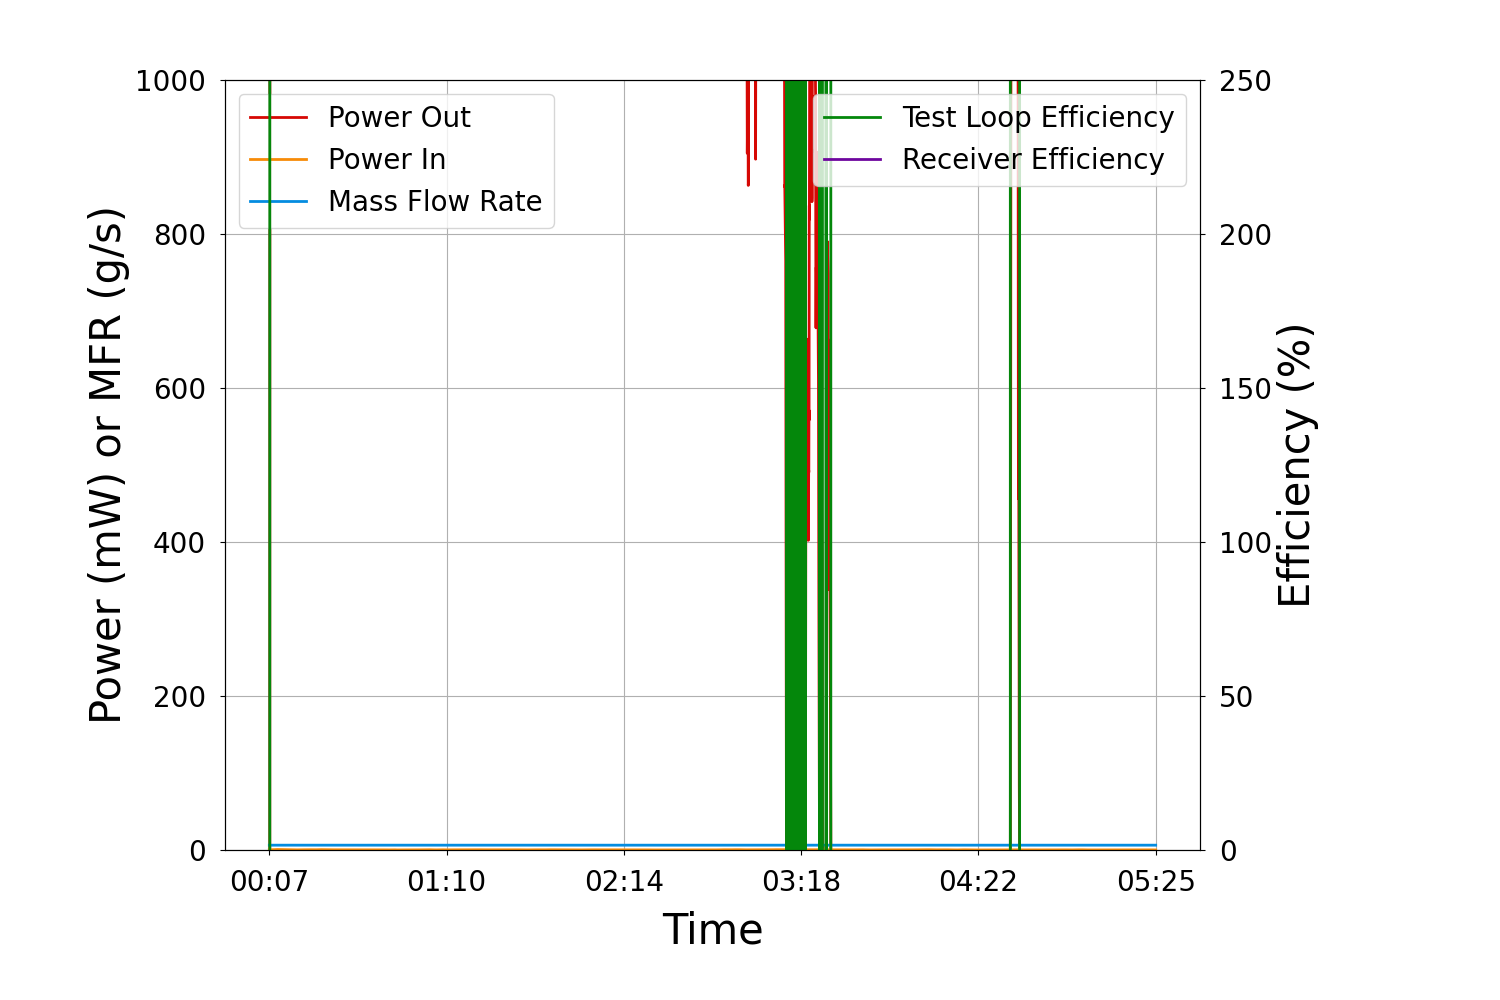 Power Out
Power In
Mass Flow Rate
Test Loop Efficiency
Receiver Efficiency
1000
800
600
400
200
0
250
200
150
100
50
0
Power (mW) or MFR (g/s)
Efficiency (%)
00:07 01:10 02:14 03:18 04:22 05:25
Time